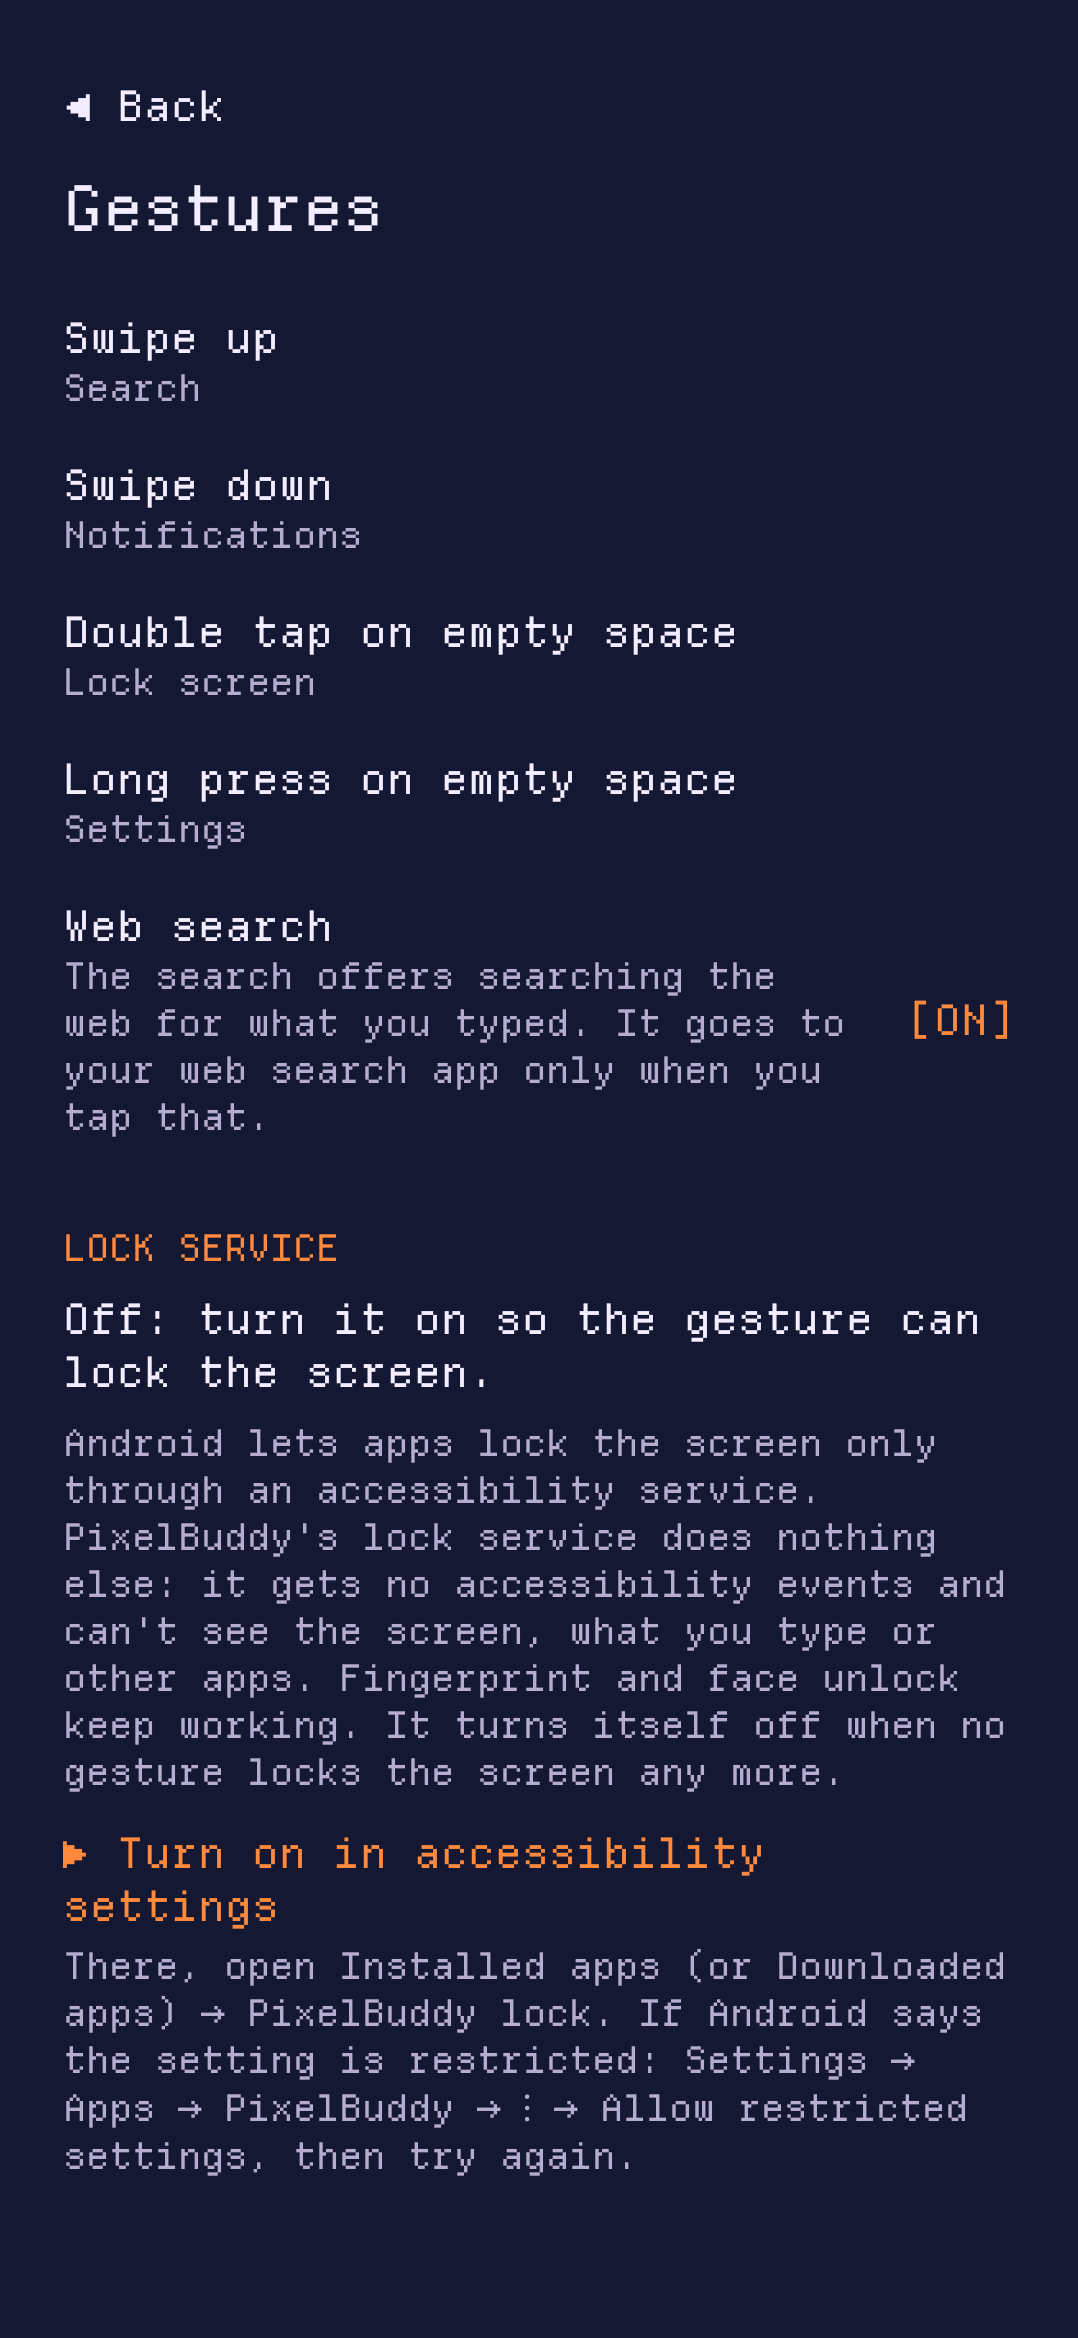 ◀ Back
Gestures
Swipe up
Search
Swipe down
Notifications
Double tap on empty space
Lock screen
Long press on empty space
Settings
Web search
The search offers searching the
web for what you typed. It goes to
your web search app only when you
tap that.
[ON]
LOCK SERVICE
Off: turn it on so the gesture can
lock the screen.
Android lets apps lock the screen only
through an accessibility service.
PixelBuddy's lock service does nothing
else: it gets no accessibility events and
can't see the screen, what you type or
other apps. Fingerprint and face unlock
keep working. It turns itself off when no
gesture locks the screen any more.
▶ Turn on in accessibility
settings
There, open Installed apps (or Downloaded
apps) → PixelBuddy lock. If Android says
the setting is restricted: Settings →
Apps → PixelBuddy → ⋮ → Allow restricted
settings, then try again.